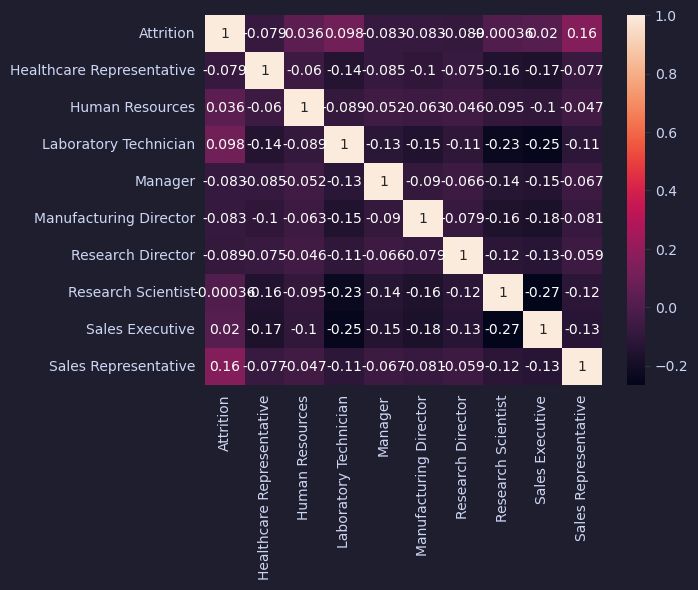 Attrition 1 -0.079 0.036 0.098 -0.083 -0.083 -0.089 -0.00036 0.02 0.16
Healthcare Representative -0.079 1 -0.06 -0.14 -0.085 -0.1 -0.075 -0.16 -0.17 -0.077
Human Resources 0.036 -0.06 1 -0.089 -0.052 -0.063 -0.046 -0.095 -0.1 -0.047
Laboratory Technician 0.098 -0.14 -0.089 1 -0.13 -0.15 -0.11 -0.23 -0.25 -0.11
Manager -0.083 -0.085 -0.052 -0.13 1 -0.09 -0.066 -0.14 -0.15 -0.067
Manufacturing Director -0.083 -0.1 -0.063 -0.15 -0.09 1 -0.079 -0.16 -0.18 -0.081
Research Director -0.089 -0.075 -0.046 -0.11 -0.066 -0.079 1 -0.12 -0.13 -0.059
Research Scientist -0.00036 -0.16 -0.095 -0.23 -0.14 -0.16 -0.12 1 -0.27 -0.12
Sales Executive 0.02 -0.17 -0.1 -0.25 -0.15 -0.18 -0.13 -0.27 1 -0.13
Sales Representative 0.16 -0.077 -0.047 -0.11 -0.067 -0.081 -0.059 -0.12 -0.13 1
Attrition
Healthcare Representative
Human Resources
Laboratory Technician
Manager
Manufacturing Director
Research Director
Research Scientist
Sales Executive
Sales Representative
1.0
0.8
0.6
0.4
0.2
0.0
−0.2